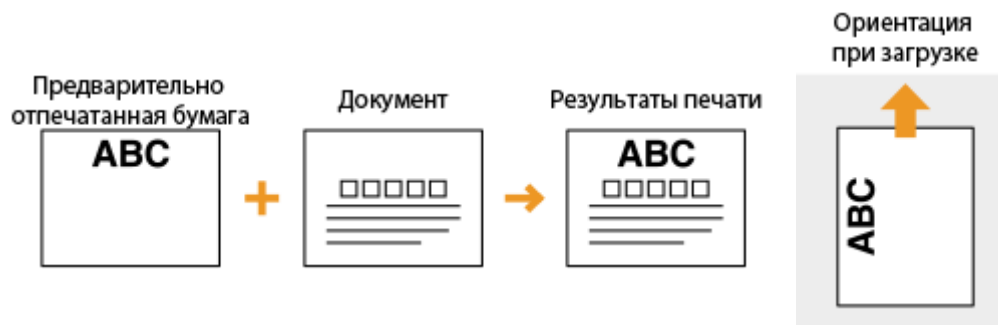 Предварительно
отпечатанная бумага
ABC
Документ
Результаты печати
ABC
Ориентация
при загрузке
ABC